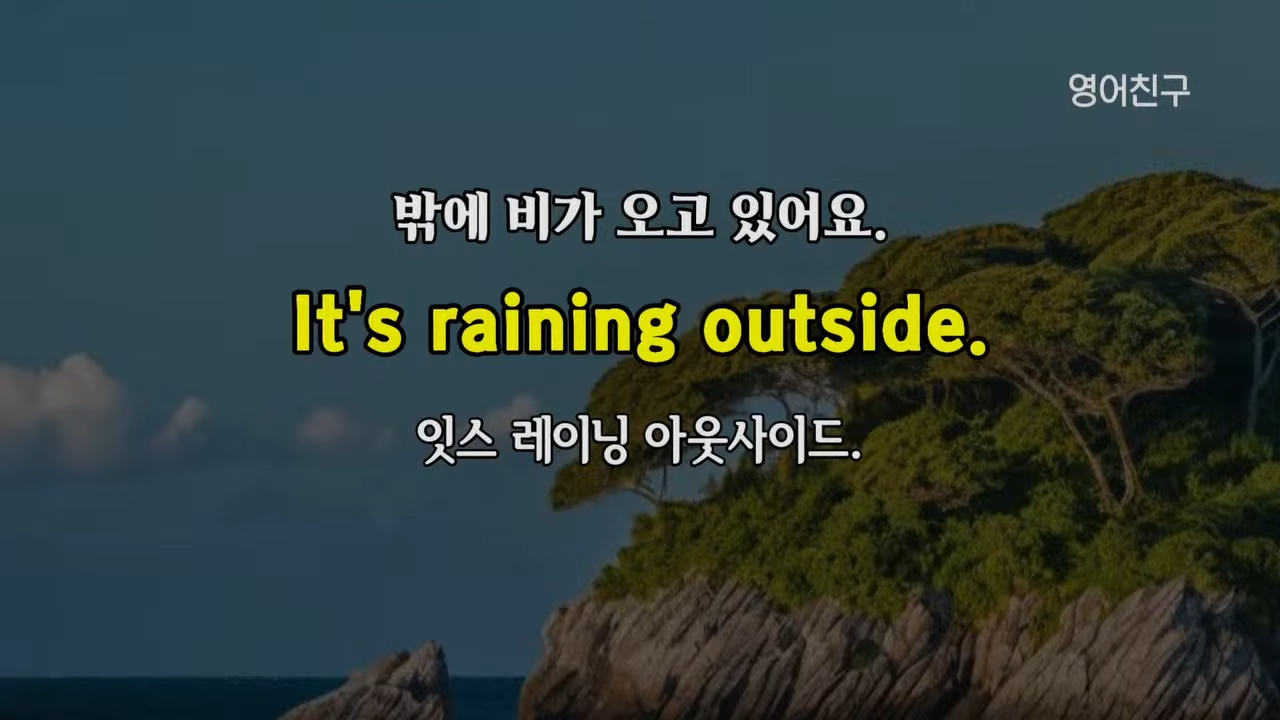 영어친구
밖에 비가 오고 있어요.
It's raining outside.
잇스 레이닝 아웃사이드.